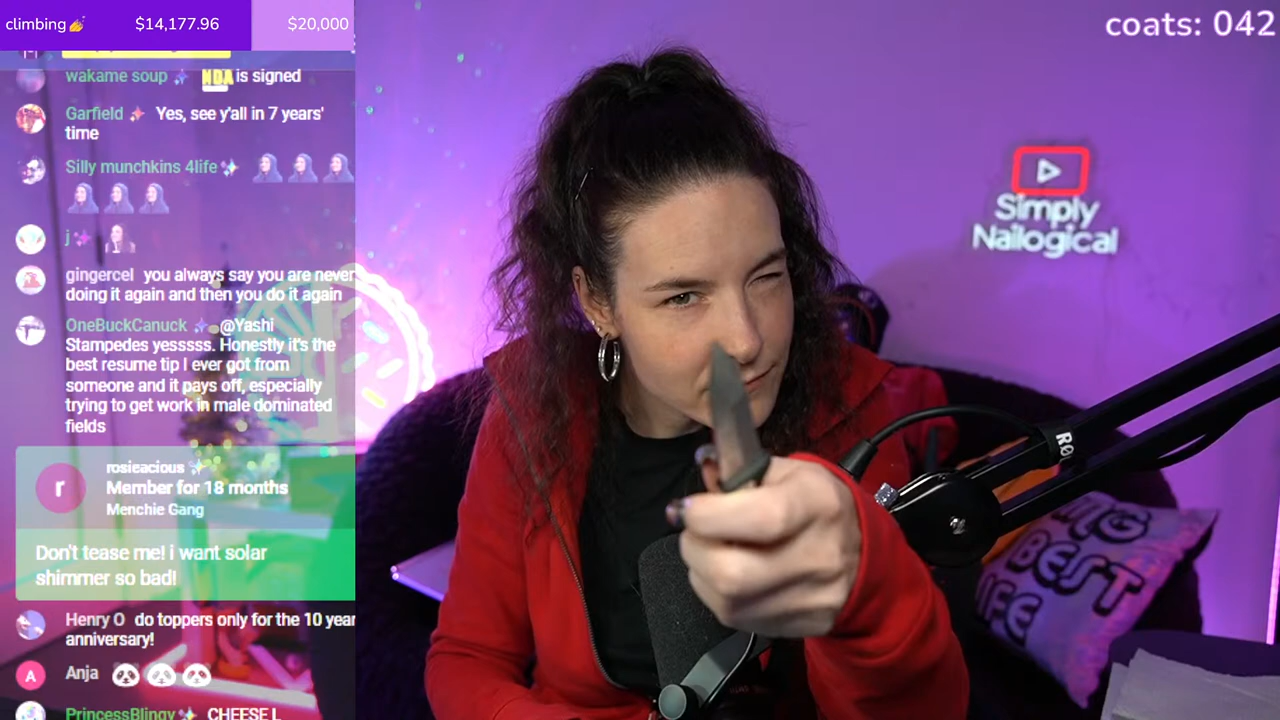 climbing💅 $14,177.96 $20,000
coats: 042
wakame soup NDA is signed
Garfield Yes, see y'all in 7 years'
time
Silly munchkins 4life
j
gingercel you always say you are never
doing it again and then you do it again
OneBuckCanuck @Yashi
Stampedes yesssss. Honestly it's the
best resume tip I ever got from
someone and it pays off, especially
trying to get work in male dominated
fields
r
rosieacious
Member for 18 months
Menchie Gang
Don't tease me! i want solar
shimmer so bad!
Henry O do toppers only for the 10 year
anniversary!
A Anja 🐼🐼🐼
PrincessBlingy CHEESE L
Simply
Nailogical
BEST